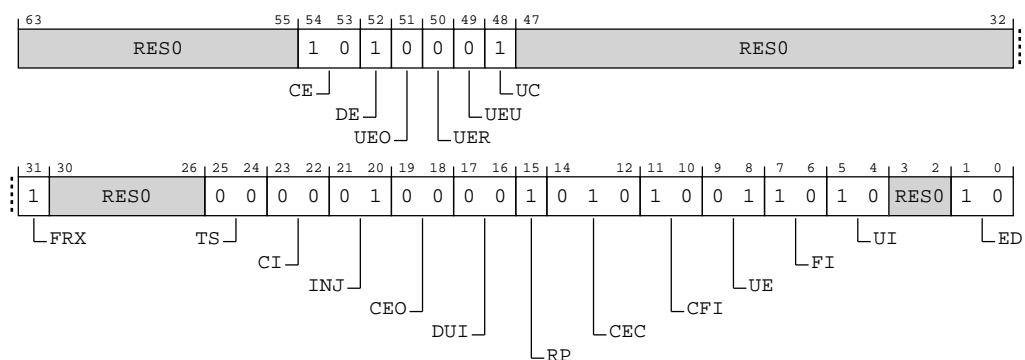 63 55 54 53 52 51 50 49 48 47 32
RES0 1 0 1 0 0 0 1 RES0
CE UC
DE UEU
UEO UER
31 30 26 25 24 23 22 21 20 19 18 17 16 15 14 12 11 10 9 8 7 6 5 4 3 2 1 0
1 RES0 0 0 0 0 0 1 0 0 0 0 1 0 1 0 1 0 0 1 1 0 1 0 RES0 1 0
FRX TS UI ED
CI FI
INJ UE
CEO CFI
DUI CEC
RP